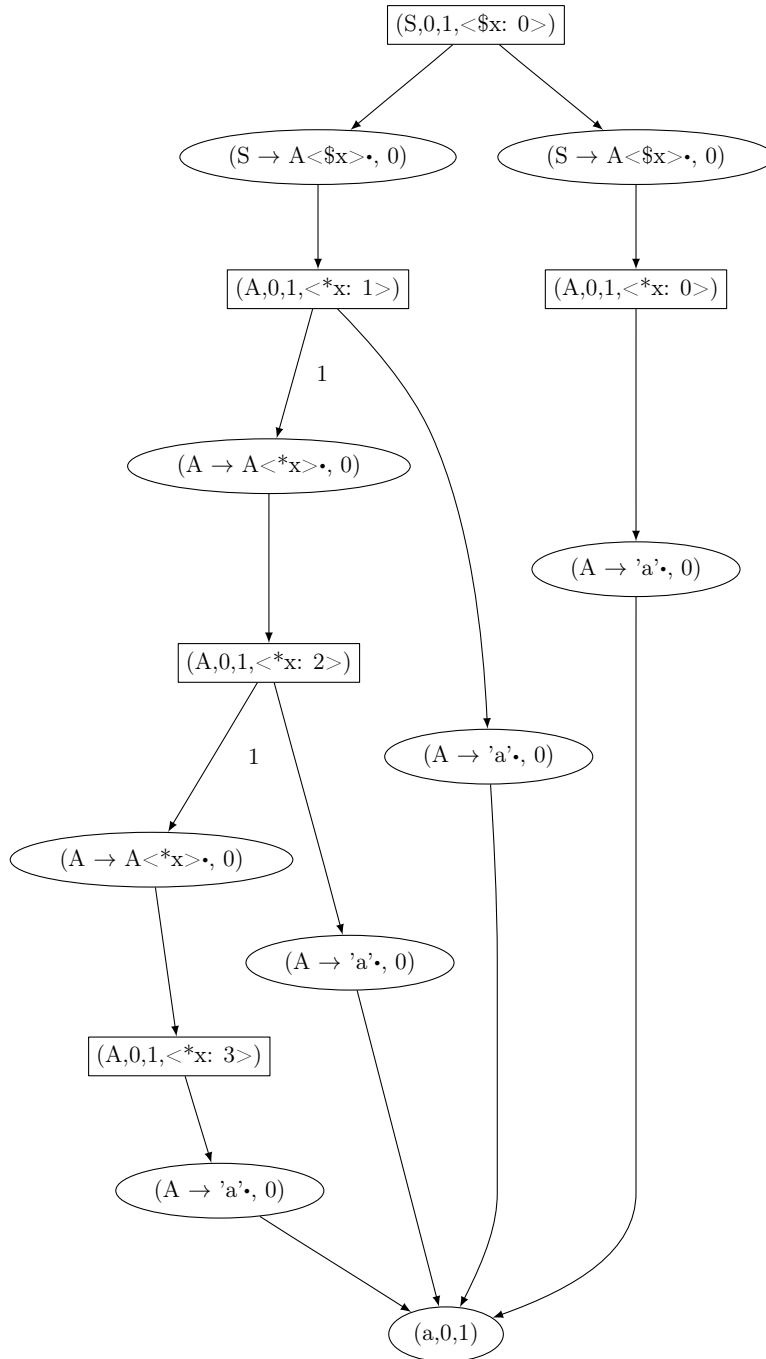 (S,0,1,<$x: 0>)
(S → A<$x>•, 0)
(S → A<$x>•, 0)
(A,0,1,<*x: 1>)
(A,0,1,<*x: 0>)
1
(A → A<*x>•, 0)
(A → 'a'•, 0)
(A,0,1,<*x: 2>)
1
(A → 'a'•, 0)
(A → A<*x>•, 0)
(A → 'a'•, 0)
(A,0,1,<*x: 3>)
(A → 'a'•, 0)
(a,0,1)